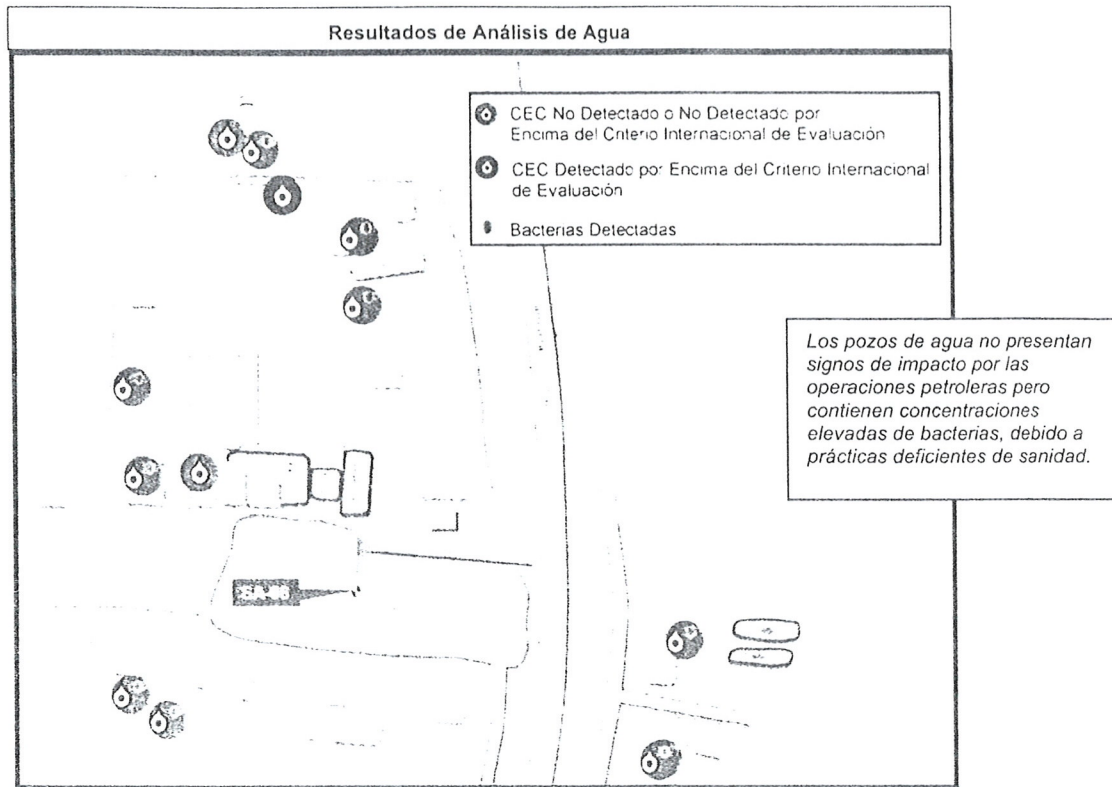 Resultados de Análisis de Agua
CEC No Detectado o No Detectado por
Encima del Criterio Internacional de Evaluación
CEC Detectado por Encima del Criterio Internacional
de Evaluación
Bacterias Detectadas
Los pozos de agua no presentan
signos de impacto por las
operaciones petroleras pero
contienen concentraciones
elevadas de bacterias, debido a
prácticas deficientes de sanidad.